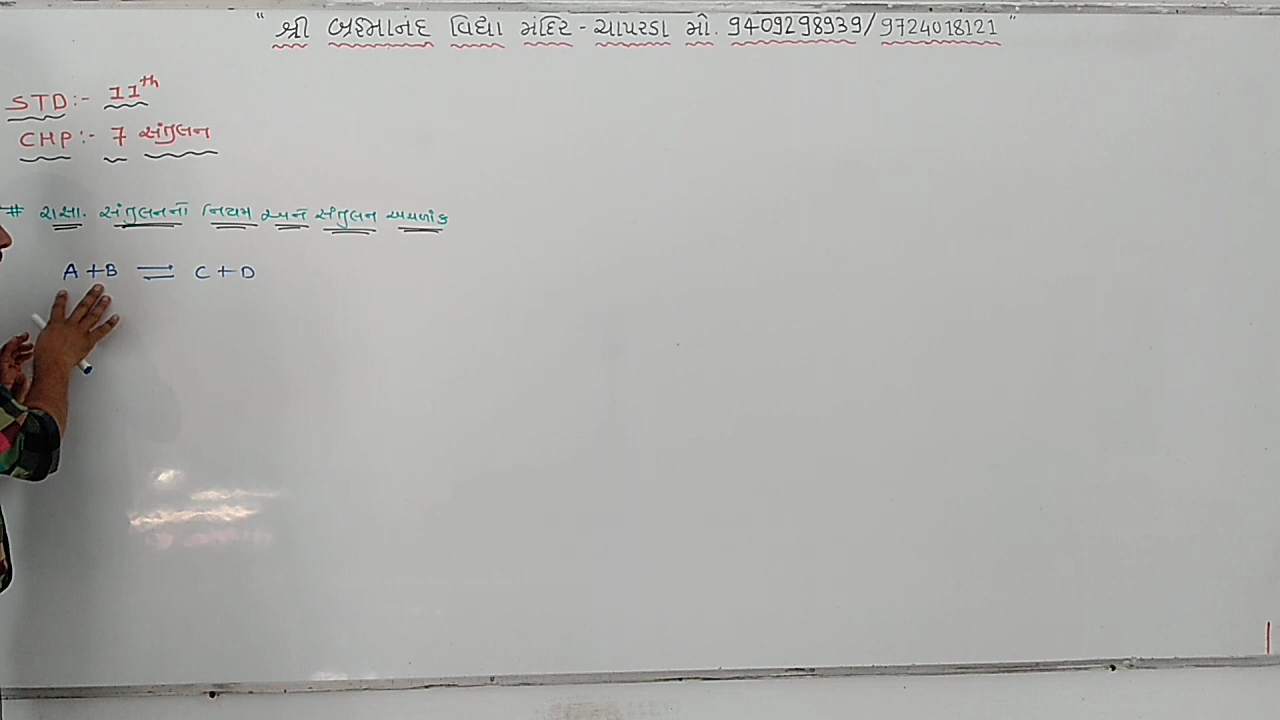 " શ્રી બ્રહ્માનંદ વિદ્યા મંદિર - ચાપરડા મો. 9409298939/9724018121 "
STD:- 11th
CHP:- 7 સંતુલન
# રાસા. સંતુલનનો નિયમ અને સંતુલન અચળાંક
A + B ⇌ C + D